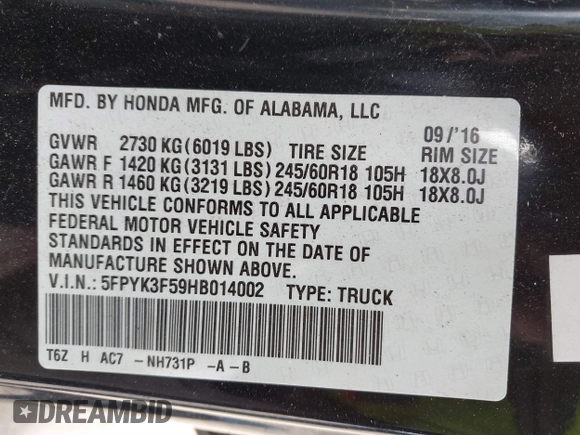 MFD. BY HONDA MFG. OF ALABAMA, LLC
09/'16
GVWR 2730 KG(6019 LBS) TIRE SIZE RIM SIZE
GAWR F 1420 KG(3131 LBS)245/60R18 105H 18X8.0J
GAWR R 1460 KG(3219 LBS)245/60R18 105H 18X8.0J
THIS VEHICLE CONFORMS TO ALL APPLICABLE
FEDERAL MOTOR VEHICLE SAFETY
STANDARDS IN EFFECT ON THE DATE OF
MANUFACTURE SHOWN ABOVE.
V.I.N.: 5FPYK3F59HB014002 TYPE: TRUCK
T6Z H AC7 -NH731P -A-B
DREAMBID